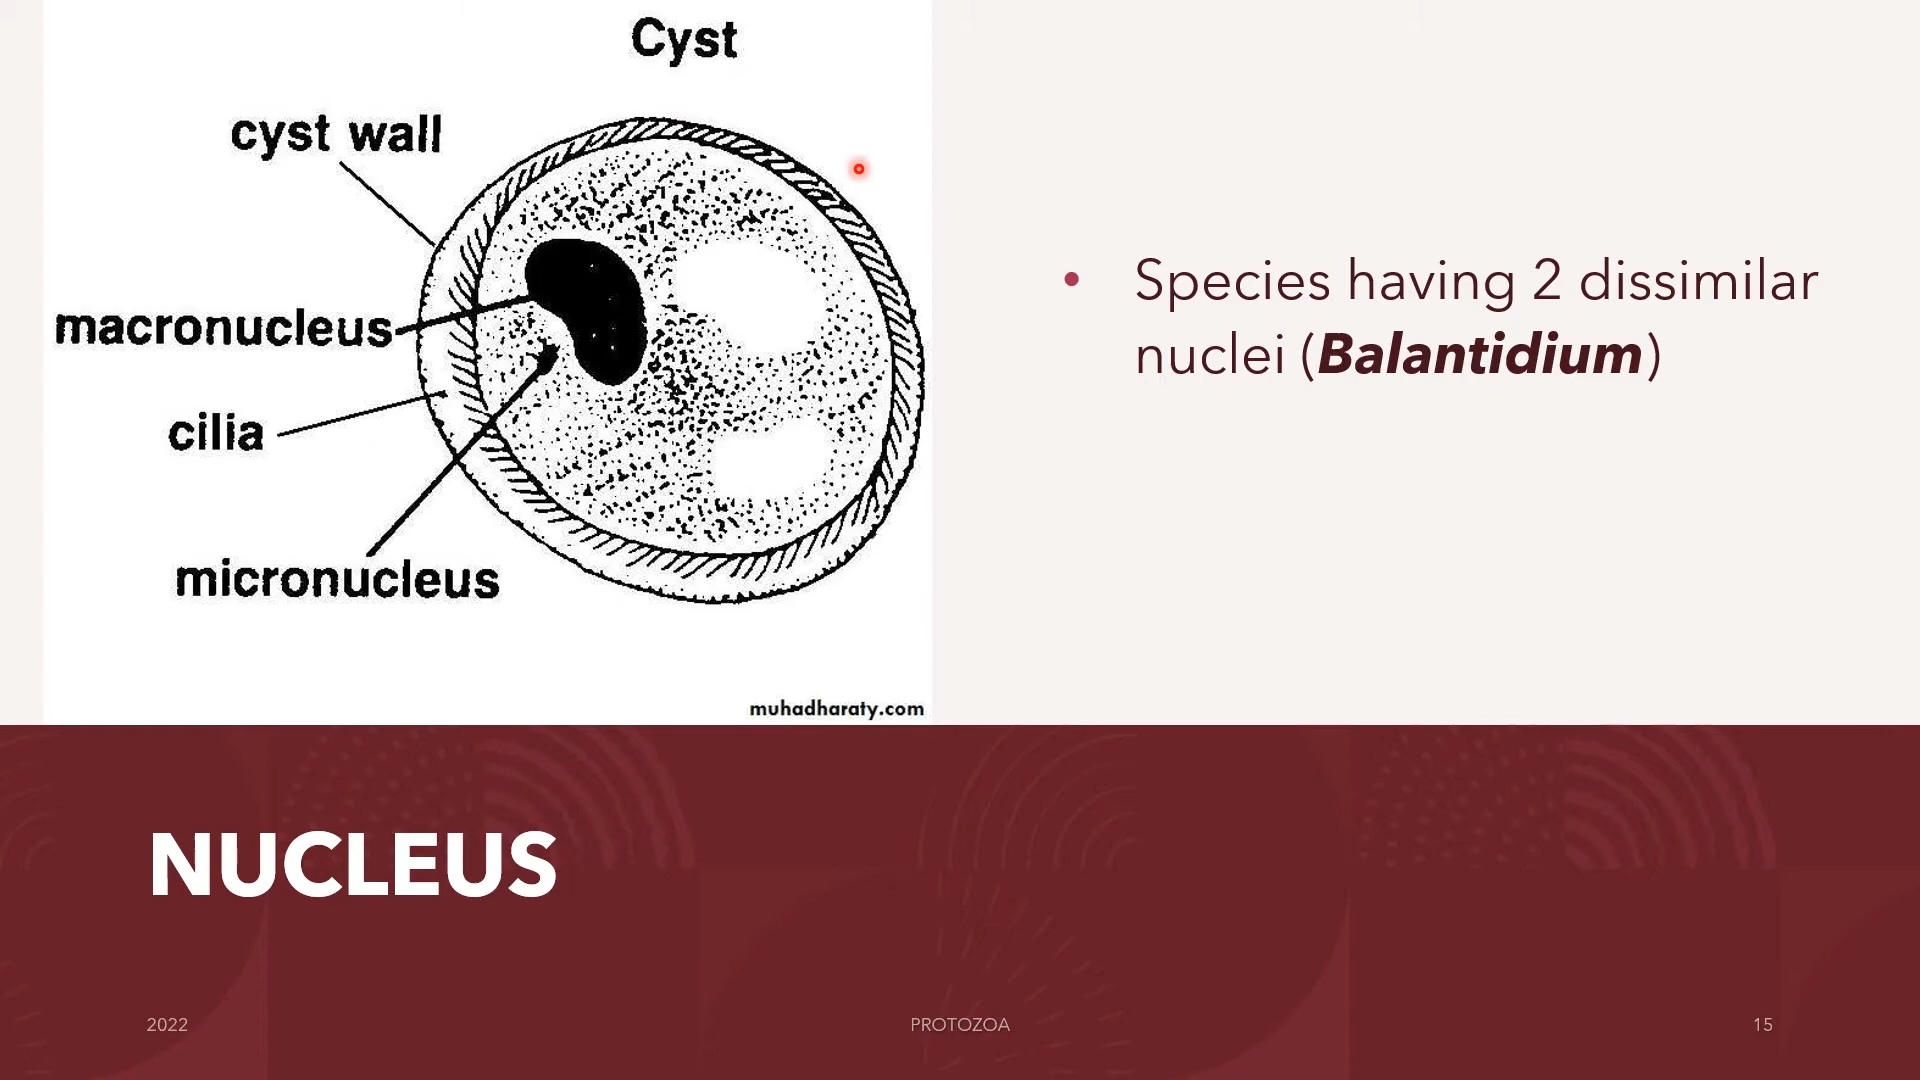 Cyst
cyst wall
macronucleus
cilia
micronucleus
muhadharaty.com
• Species having 2 dissimilar
nuclei (Balantidium)
NUCLEUS
2022
PROTOZOA
15